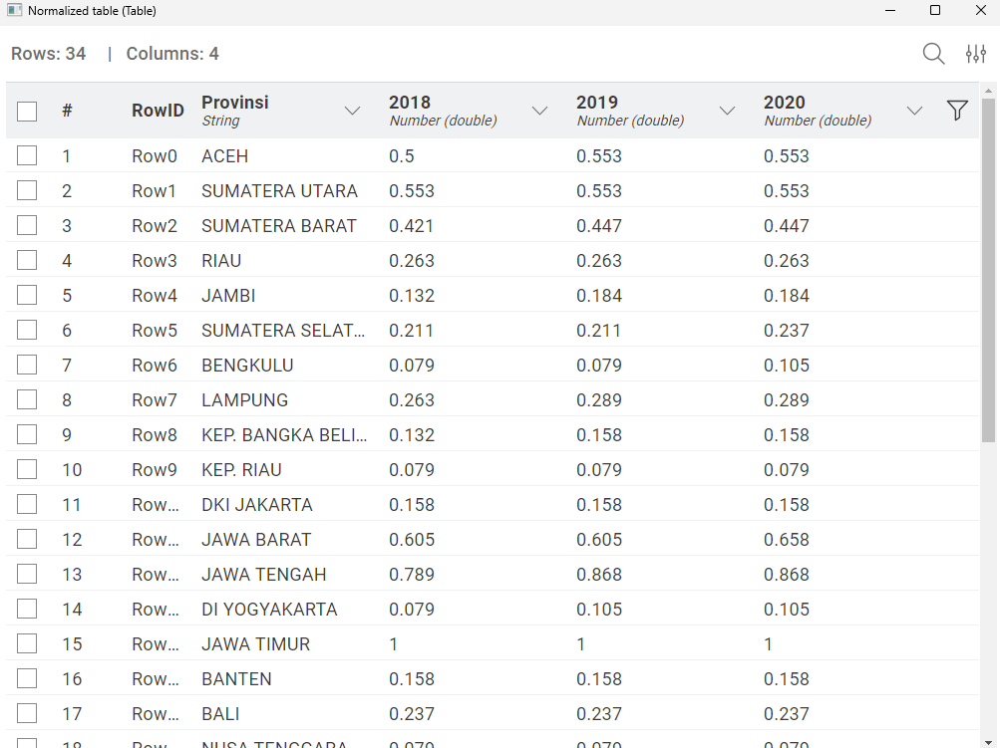 Normalized table (Table)
Rows: 34 | Columns: 4
# RowID Provinsi 2018 2019 2020
String Number (double) Number (double) Number (double)
1 Row0 ACEH 0.5 0.553 0.553
2 Row1 SUMATERA UTARA 0.553 0.553 0.553
3 Row2 SUMATERA BARAT 0.421 0.447 0.447
4 Row3 RIAU 0.263 0.263 0.263
5 Row4 JAMBI 0.132 0.184 0.184
6 Row5 SUMATERA SELAT... 0.211 0.211 0.237
7 Row6 BENGKULU 0.079 0.079 0.105
8 Row7 LAMPUNG 0.263 0.289 0.289
9 Row8 KEP. BANGKA BELI... 0.132 0.158 0.158
10 Row9 KEP. RIAU 0.079 0.079 0.079
11 Row... DKI JAKARTA 0.158 0.158 0.158
12 Row... JAWA BARAT 0.605 0.605 0.658
13 Row... JAWA TENGAH 0.789 0.868 0.868
14 Row... DI YOGYAKARTA 0.079 0.105 0.105
15 Row... JAWA TIMUR 1 1 1
16 Row... BANTEN 0.158 0.158 0.158
17 Row... BALI 0.237 0.237 0.237
18 Row... NUSA TENGGARA 0.079 0.079 0.079